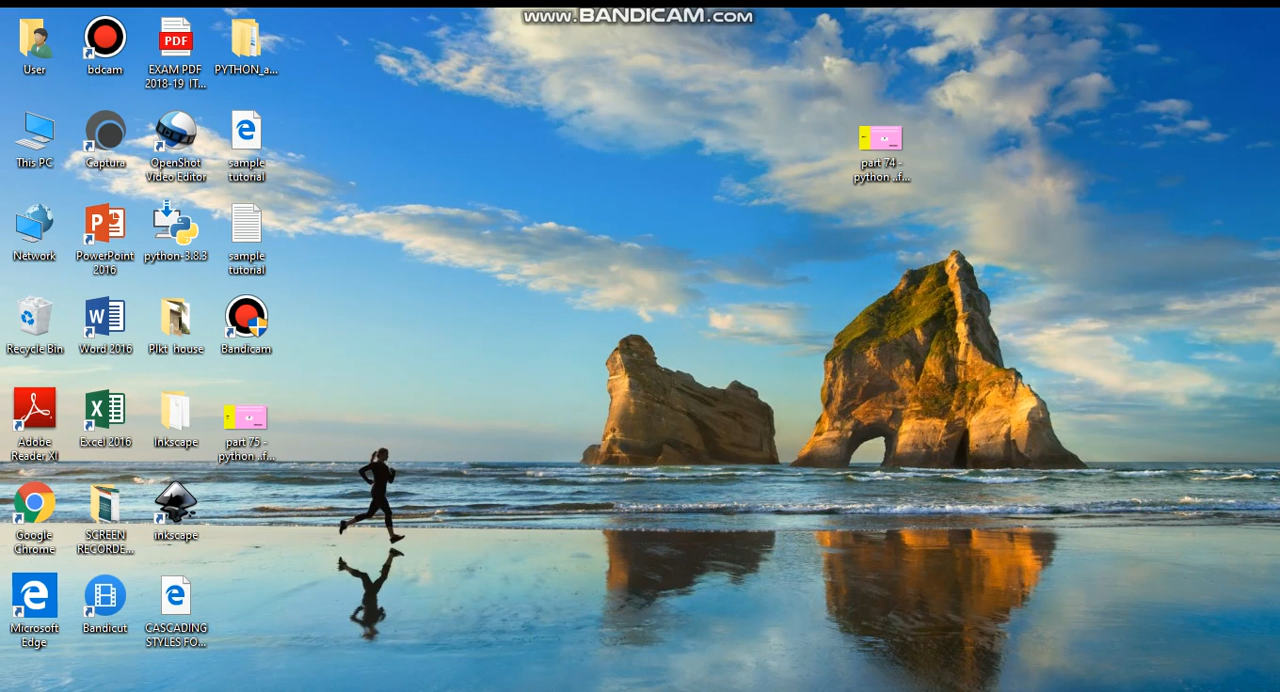 www.BANDICAM.com
User
bdcam
EXAM PDF
2018-19 IT...
PYTHON_a...
PDF
This PC
Captura
OpenShot
Video Editor
sample
tutorial
part 74 -
python ..f...
Network
PowerPoint
2016
python-3.8.3
sample
tutorial
Recycle Bin
Word 2016
Plkt house
Bandicam
Adobe
Reader XI
Excel 2016
Inkscape
part 75 -
python ..f...
Google
Chrome
SCREEN
RECORDE...
inkscape
Microsoft
Edge
Bandicut
CASCADING
STYLES FO...